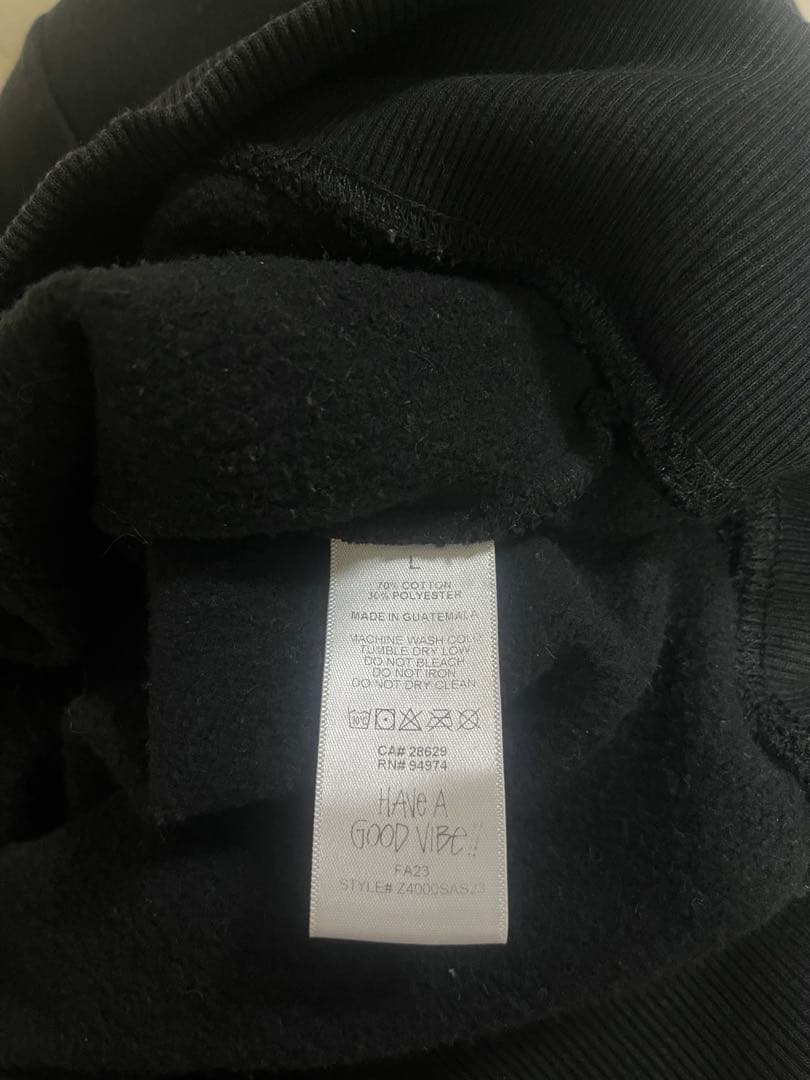 L
70% COTTON
30% POLYESTER
MADE IN GUATEMALA
MACHINE WASH COLD
TUMBLE DRY LOW
DO NOT BLEACH
DO NOT IRON
DO NOT DRY CLEAN
CA# 28629
RN# 94974
HAVE A
GOOD VIBE!!
FA23
STYLE#